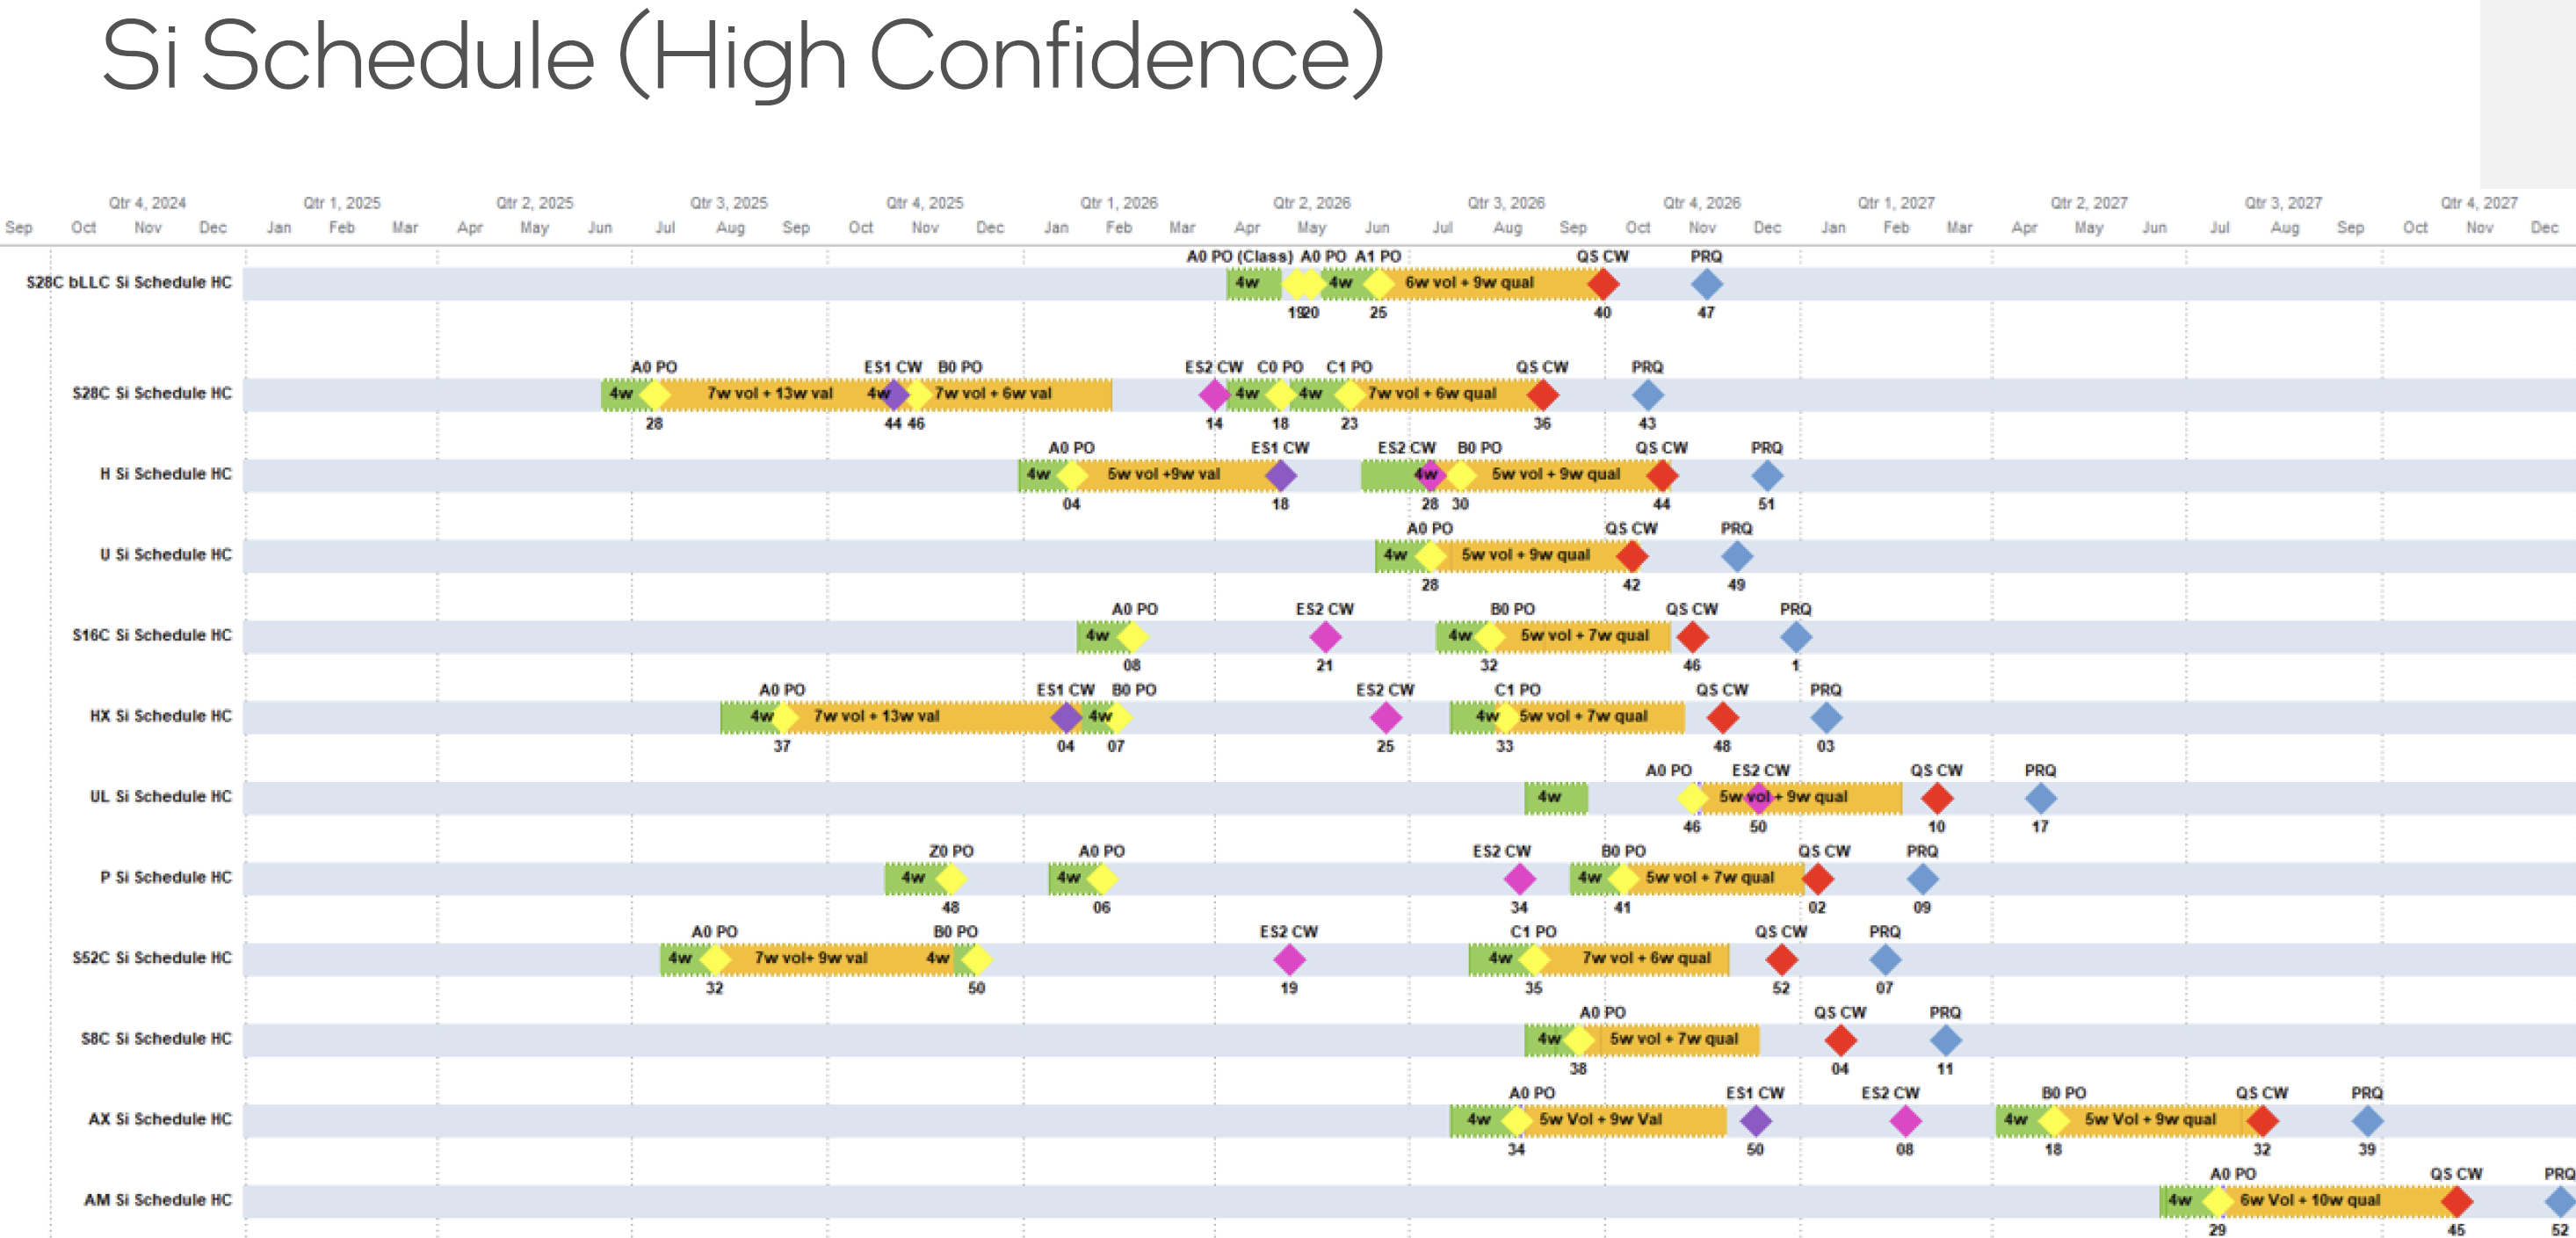 Si Schedule (High Confidence)
Qtr 4, 2024 Qtr 1, 2025 Qtr 2, 2025 Qtr 3, 2025 Qtr 4, 2025 Qtr 1, 2026 Qtr 2, 2026 Qtr 3, 2026 Qtr 4, 2026 Qtr 1, 2027 Qtr 2, 2027 Qtr 3, 2027 Qtr 4, 2027
Sep Oct Nov Dec Jan Feb Mar Apr May Jun Jul Aug Sep Oct Nov Dec Jan Feb Mar Apr May Jun Jul Aug Sep Oct Nov Dec Jan Feb Mar Apr May Jun Jul Aug Sep Oct Nov Dec
A0 PO (Class) A0 PO A1 PO QS CW PRQ
S28C bLLC Si Schedule HC 4w 4w 6w vol + 9w qual
19 20 25 40 47
A0 PO ES1 CW B0 PO ES2 CW C0 PO C1 PO QS CW PRQ
S28C Si Schedule HC 4w 7w vol + 13w val 4w 7w vol + 6w val 4w 4w 7w vol + 6w qual
28 44 46 14 18 23 36 43
A0 PO ES1 CW ES2 CW B0 PO QS CW PRQ
H Si Schedule HC 4w 5w vol +9w val 4w 5w vol + 9w qual
04 18 28 30 44 51
A0 PO QS CW PRQ
U Si Schedule HC 4w 5w vol + 9w qual
28 42 49
A0 PO ES2 CW B0 PO QS CW PRQ
S16C Si Schedule HC 4w 4w 5w vol + 7w qual
08 21 32 46 1
A0 PO ES1 CW B0 PO ES2 CW C1 PO QS CW PRQ
HX Si Schedule HC 4w 7w vol + 13w val 4w 4w 5w vol + 7w qual
37 04 07 25 33 48 03
A0 PO ES2 CW QS CW PRQ
UL Si Schedule HC 4w 5w vol + 9w qual
46 50 10 17
Z0 PO A0 PO ES2 CW B0 PO QS CW PRQ
P Si Schedule HC 4w 4w 4w 5w vol + 7w qual
48 06 34 41 02 09
A0 PO B0 PO ES2 CW C1 PO QS CW PRQ
S52C Si Schedule HC 4w 7w vol+ 9w val 4w 4w 7w vol + 6w qual
32 50 19 35 52 07
A0 PO QS CW PRQ
S8C Si Schedule HC 4w 5w vol + 7w qual
38 04 11
A0 PO ES1 CW ES2 CW B0 PO QS CW PRQ
AX Si Schedule HC 4w 5w Vol + 9w Val 4w 5w Vol + 9w qual
34 50 08 18 32 39
A0 PO QS CW PRQ
AM Si Schedule HC 4w 6w Vol + 10w qual
29 45 52